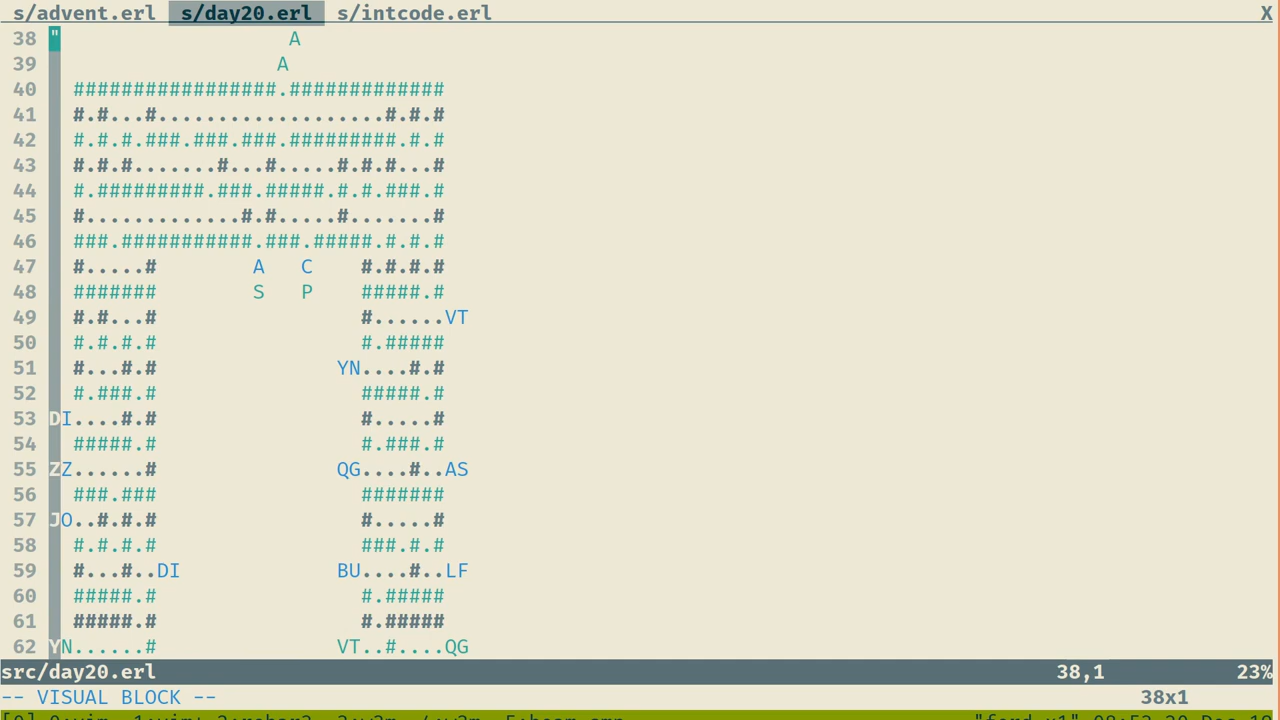 s/advent.erl s/day20.erl s/intcode.erl X
38 "                   A
39                   A
40   #################.#############
41   #.#...#...................#.#.#
42   #.#.#.###.###.###.#########.#.#
43   #.#.#.......#...#.....#.#.#...#
44   #.#########.###.#####.#.#.###.#
45   #.............#.#.....#.......#
46   ###.###########.###.#####.#.#.#
47   #.....#        A   C    #.#.#.#
48   #######        S   P    #####.#
49   #.#...#                 #......VT
50   #.#.#.#                 #.#####
51   #...#.#               YN....#.#
52   #.###.#                 #####.#
53 DI....#.#                 #.....#
54   #####.#                 #.###.#
55 ZZ......#               QG....#..AS
56   ###.###                 #######
57 JO..#.#.#                 #.....#
58   #.#.#.#                 ###.#.#
59   #...#..DI             BU....#..LF
60   #####.#                 #.#####
61   #####.#                 #.#####
62 YN......#               VT..#....QG
src/day20.erl 38,1 23%
-- VISUAL BLOCK -- 38x1